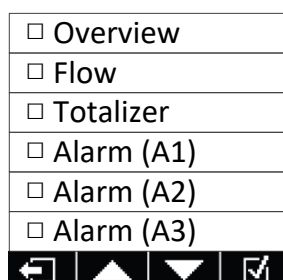 □ Overview
□ Flow
□ Totalizer
□ Alarm (A1)
□ Alarm (A2)
□ Alarm (A3)